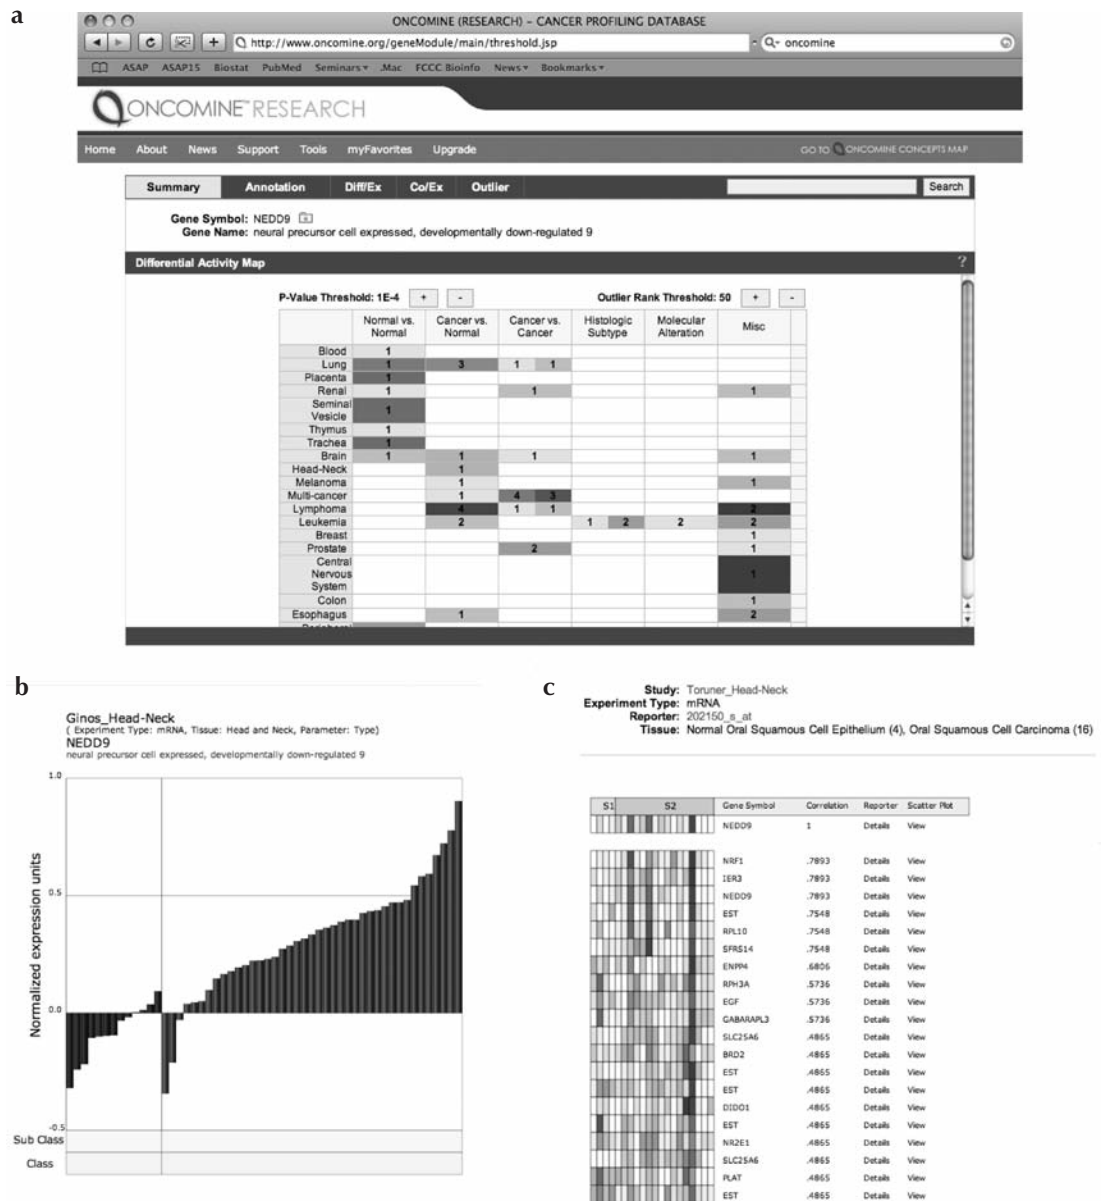 a
ONCOMINE (RESEARCH) – CANCER PROFILING DATABASE
http://www.oncomine.org/geneModule/main/threshold.jsp
oncomine
ASAP ASAP15 Biostat PubMed Seminars .Mac FCCC Bioinfo News Bookmarks
ONCOMINE™ RESEARCH
Home About News Support Tools myFavorites Upgrade GO TO ONCOMINE CONCEPTS MAP
Summary Annotation Diff/Ex Co/Ex Outlier Search
Gene Symbol: NEDD9
Gene Name: neural precursor cell expressed, developmentally down-regulated 9
Differential Activity Map ?
P-Value Threshold: 1E-4 + - Outlier Rank Threshold: 50 + -
Normal vs. Normal Cancer vs. Normal Cancer vs. Cancer Histologic Subtype Molecular Alteration Misc
Blood 1
Lung 1 3 1 1
Placenta 1
Renal 1 1 1
Seminal Vesicle 1
Thymus 1
Trachea 1
Brain 1 1 1 1
Head-Neck 1
Melanoma 1 1
Multi-cancer 1 4 3
Lymphoma 4 1 1 2
Leukemia 2 1 2 2 2
Breast 1
Prostate 2 1
Central Nervous System 1
Colon 1
Esophagus 1 2
b
Ginos_Head-Neck
( Experiment Type: mRNA, Tissue: Head and Neck, Parameter: Type)
NEDD9
neural precursor cell expressed, developmentally down-regulated 9
1.0
0.5
0.0
-0.5
Normalized expression units
Sub Class
Class
c
Study: Toruner_Head-Neck
Experiment Type: mRNA
Reporter: 202150_s_at
Tissue: Normal Oral Squamous Cell Epithelium (4), Oral Squamous Cell Carcinoma (16)
S1 S2 Gene Symbol Correlation Reporter Scatter Plot
NEDD9 1 Details View
NRF1 .7893 Details View
IER3 .7893 Details View
NEDD9 .7893 Details View
EST .7548 Details View
RPL10 .7548 Details View
SFRS14 .7548 Details View
ENPP4 .6806 Details View
RPH3A .5736 Details View
EGF .5736 Details View
GABARAPL3 .5736 Details View
SLC25A6 .4865 Details View
BRD2 .4865 Details View
EST .4865 Details View
EST .4865 Details View
DIDO1 .4865 Details View
EST .4865 Details View
NR2E1 .4865 Details View
SLC25A6 .4865 Details View
PLAT .4865 Details View
EST .4865 Details View